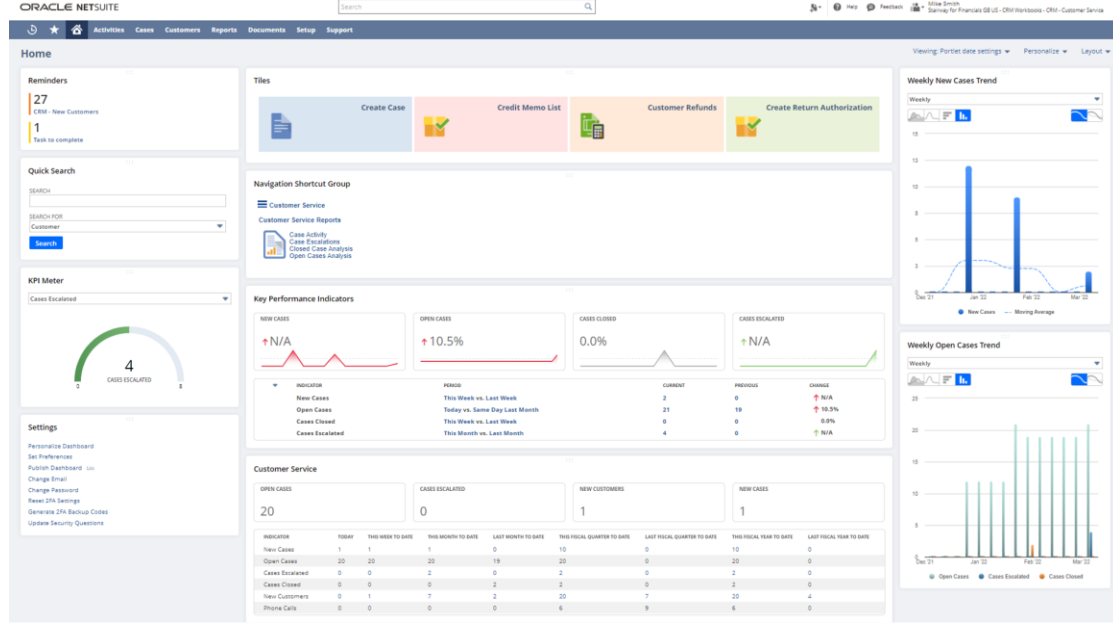 ORACLE NETSUITE
Search
Help
Feedback
Mike Smith
Stairway for Financials GB US - CRM Workbooks - CRM - Customer Service
Activities Cases Customers Reports Documents Setup Support
Home
Viewing: Portlet date settings Personalize Layout
Reminders
27
CRM - New Customers
1
Task to complete
Quick Search
SEARCH
SEARCH FOR
Customer
Search
KPI Meter
Cases Escalated
4
CASES ESCALATED
Settings
Personalize Dashboard
Set Preferences
Publish Dashboard
Change Email
Change Password
Reset 2FA Settings
Generate 2FA Backup Codes
Update Security Questions
Tiles
Create Case
Credit Memo List
Customer Refunds
Create Return Authorization
Navigation Shortcut Group
Customer Service
Customer Service Reports
Case Activity
Case Escalations
Closed Case Analysis
Open Cases Analysis
Key Performance Indicators
NEW CASES OPEN CASES CASES CLOSED CASES ESCALATED
N/A 10.5% 0.0% N/A
INDICATOR PERIOD CURRENT PREVIOUS CHANGE
New Cases This Week vs. Last Week 2 0 N/A
Open Cases Today vs. Same Day Last Month 21 19 10.5%
Cases Closed This Week vs. Last Week 0 0 0.0%
Cases Escalated This Month vs. Last Month 4 0 N/A
Customer Service
OPEN CASES CASES ESCALATED NEW CUSTOMERS NEW CASES
20 0 1 1
INDICATOR TODAY THIS WEEK TO DATE THIS MONTH TO DATE LAST MONTH TO DATE THIS FISCAL QUARTER TO DATE LAST FISCAL QUARTER TO DATE THIS FISCAL YEAR TO DATE LAST FISCAL YEAR TO DATE
New Cases 1 1 1 0 10 0 10 0
Open Cases 20 20 20 19 20 0 20 0
Cases Escalated 0 0 2 0 2 0 2 0
Cases Closed 0 0 0 2 2 0 2 0
New Customers 0 1 7 2 20 7 20 4
Phone Calls 0 0 0 0 6 9 6 0
Weekly New Cases Trend
Weekly
Dec '21 Jan '22 Feb '22 Mar '22
New Cases Moving Average
Weekly Open Cases Trend
Weekly
Dec '21 Jan '22 Feb '22 Mar '22
Open Cases Cases Escalated Cases Closed